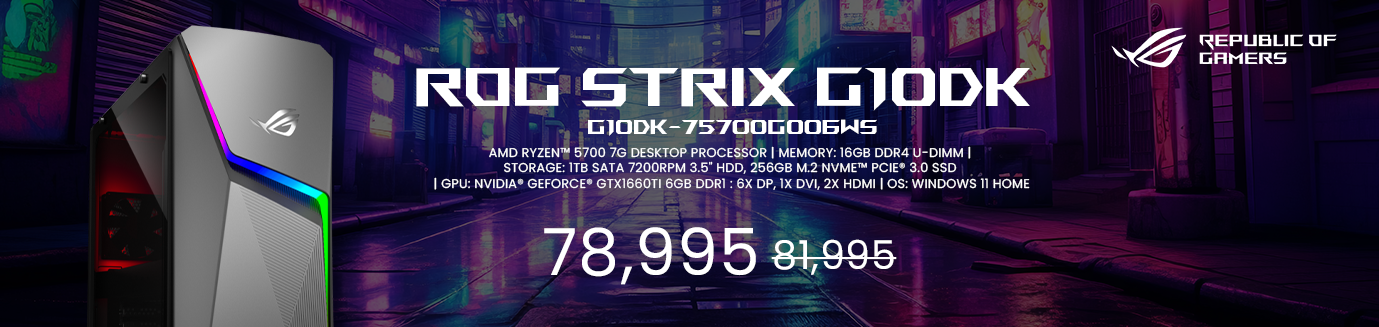 REPUBLIC OF
GAMERS
ROG STRIX G10DK
G10DK-75700G006WS
AMD RYZEN™ 5700 7G DESKTOP PROCESSOR | MEMORY: 16GB DDR4 U-DIMM |
STORAGE: 1TB SATA 7200RPM 3.5" HDD, 256GB M.2 NVME™ PCIE® 3.0 SSD
| GPU: NVIDIA® GEFORCE® GTX1660TI 6GB DDR1 : 6X DP, 1X DVI, 2X HDMI | OS: WINDOWS 11 HOME
78,995 81,995